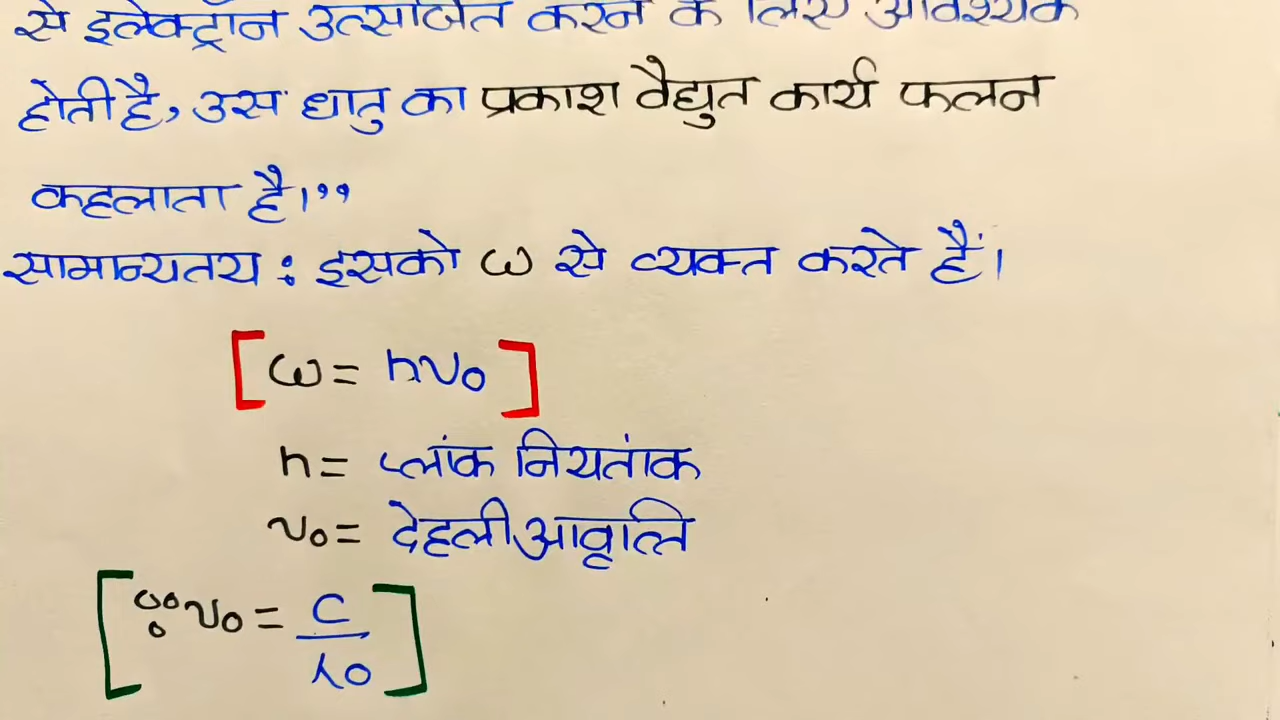 से इलेक्ट्रॉन उत्सर्जित करने के लिए आवश्यक
होती है, उस धातु का प्रकाश वैद्युत कार्य फलन
कहलाता है।"
सामान्यतय : इसको ω से व्यक्त करते हैं।
[ω = hν₀]
h = प्लांक नियतांक
ν₀ = देहली आवृत्ति
[∵ ν₀ = c/λ₀]